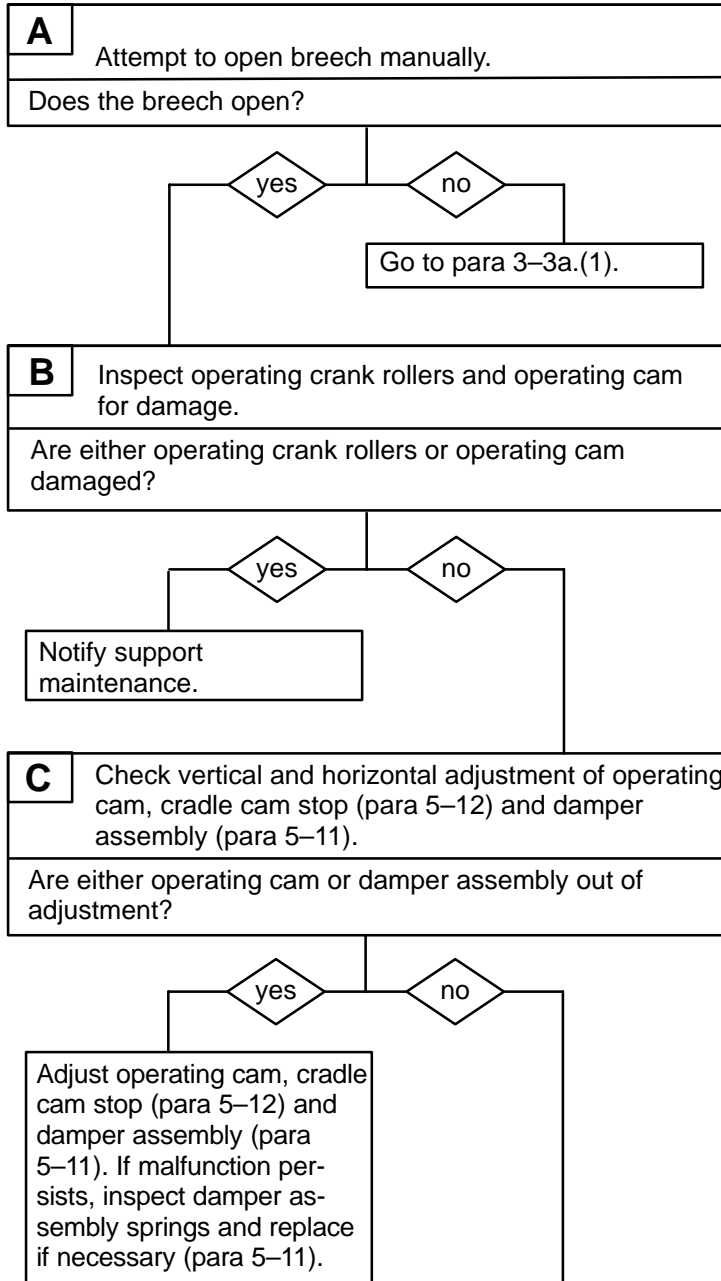 A
Attempt to open breech manually.
Does the breech open?
yes
no
Go to para 3–3a.(1).
B
Inspect operating crank rollers and operating cam
for damage.
Are either operating crank rollers or operating cam
damaged?
yes
no
Notify support
maintenance.
C
Check vertical and horizontal adjustment of operating
cam, cradle cam stop (para 5–12) and damper
assembly (para 5–11).
Are either operating cam or damper assembly out of
adjustment?
yes
no
Adjust operating cam, cradle
cam stop (para 5–12) and
damper assembly (para
5–11). If malfunction per-
sists, inspect damper as-
sembly springs and replace
if necessary (para 5–11).